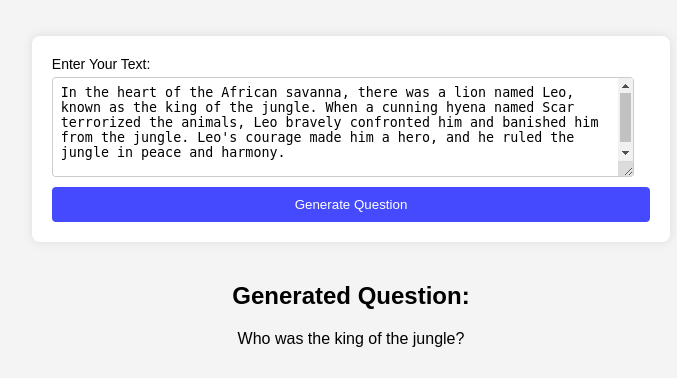 Enter Your Text:
In the heart of the African savanna, there was a lion named Leo,
known as the king of the jungle. When a cunning hyena named Scar
terrorized the animals, Leo bravely confronted him and banished him
from the jungle. Leo's courage made him a hero, and he ruled the
jungle in peace and harmony.
Generate Question
Generated Question:
Who was the king of the jungle?